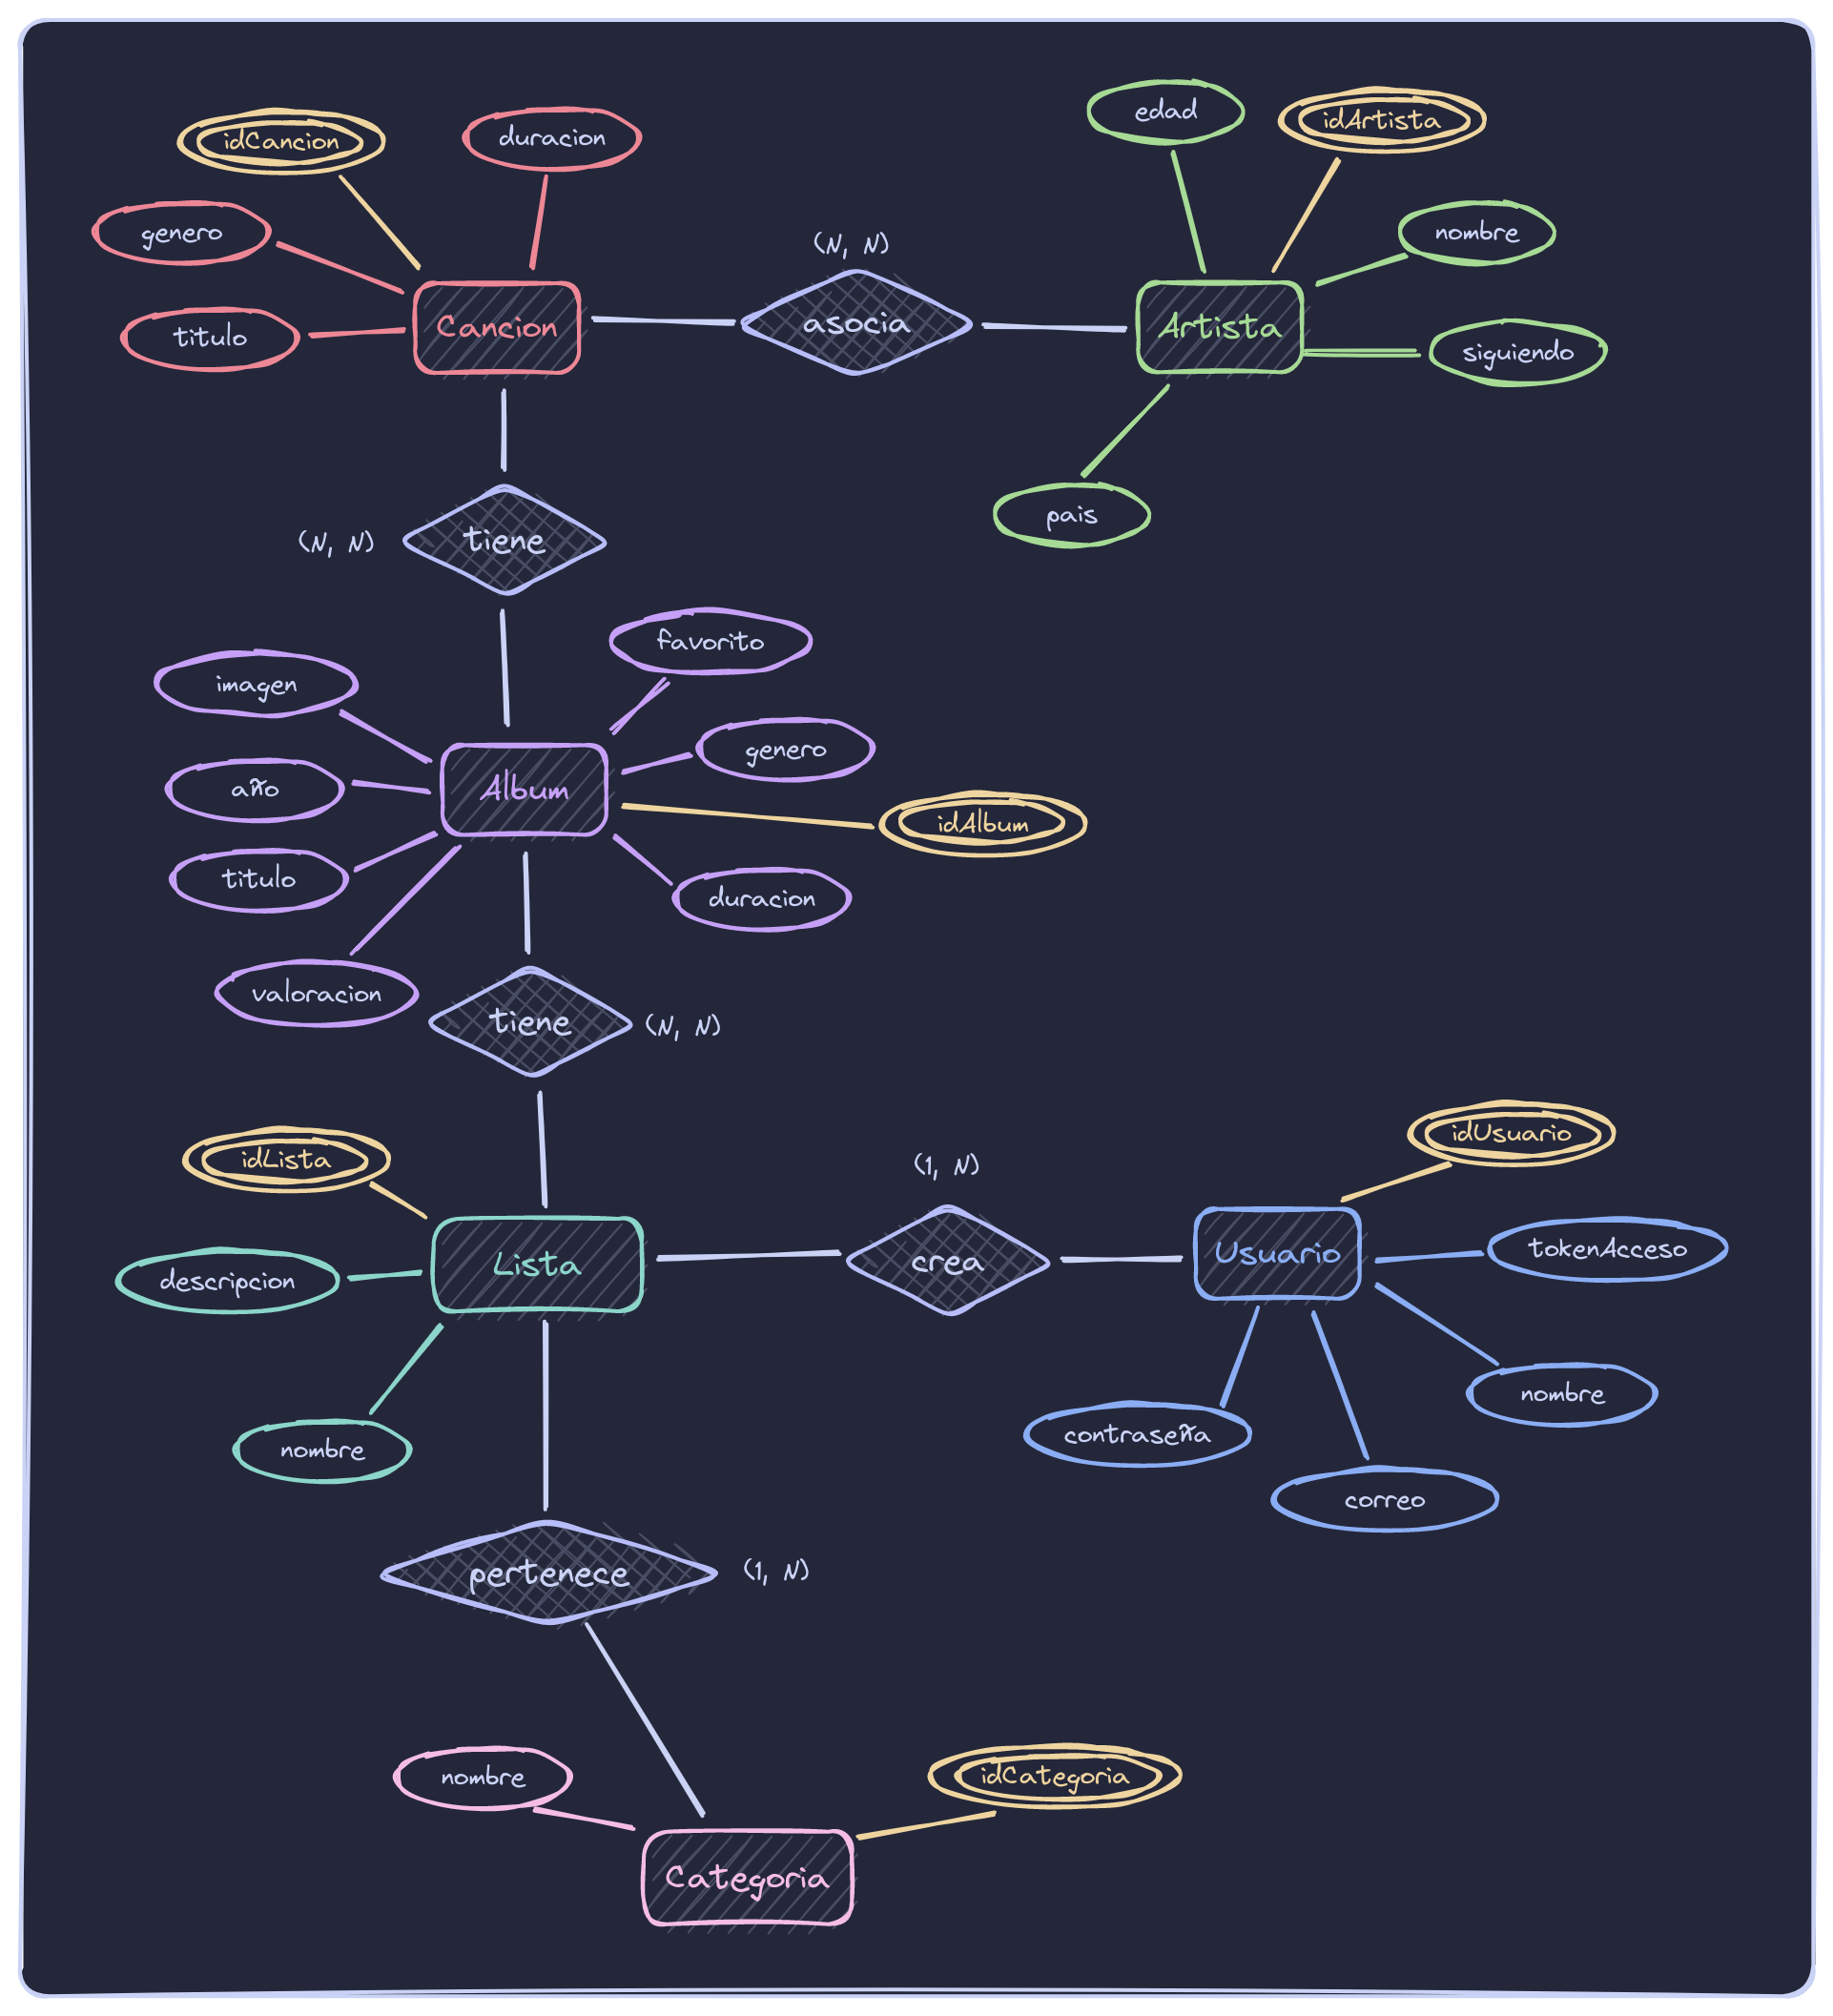 edad
idArtista
idCancion
duracion
genero
nombre
(N, N)
titulo
Cancion
asocia
Artista
siguiendo
pais
(N, N)
tiene
favorito
imagen
genero
año
Album
idAlbum
titulo
duracion
valoracion
tiene
(N, N)
idUsuario
idLista
(1, N)
descripcion
Lista
crea
Usuario
tokenAcceso
nombre
contraseña
nombre
correo
pertenece
(1, N)
nombre
idCategoria
Categoria